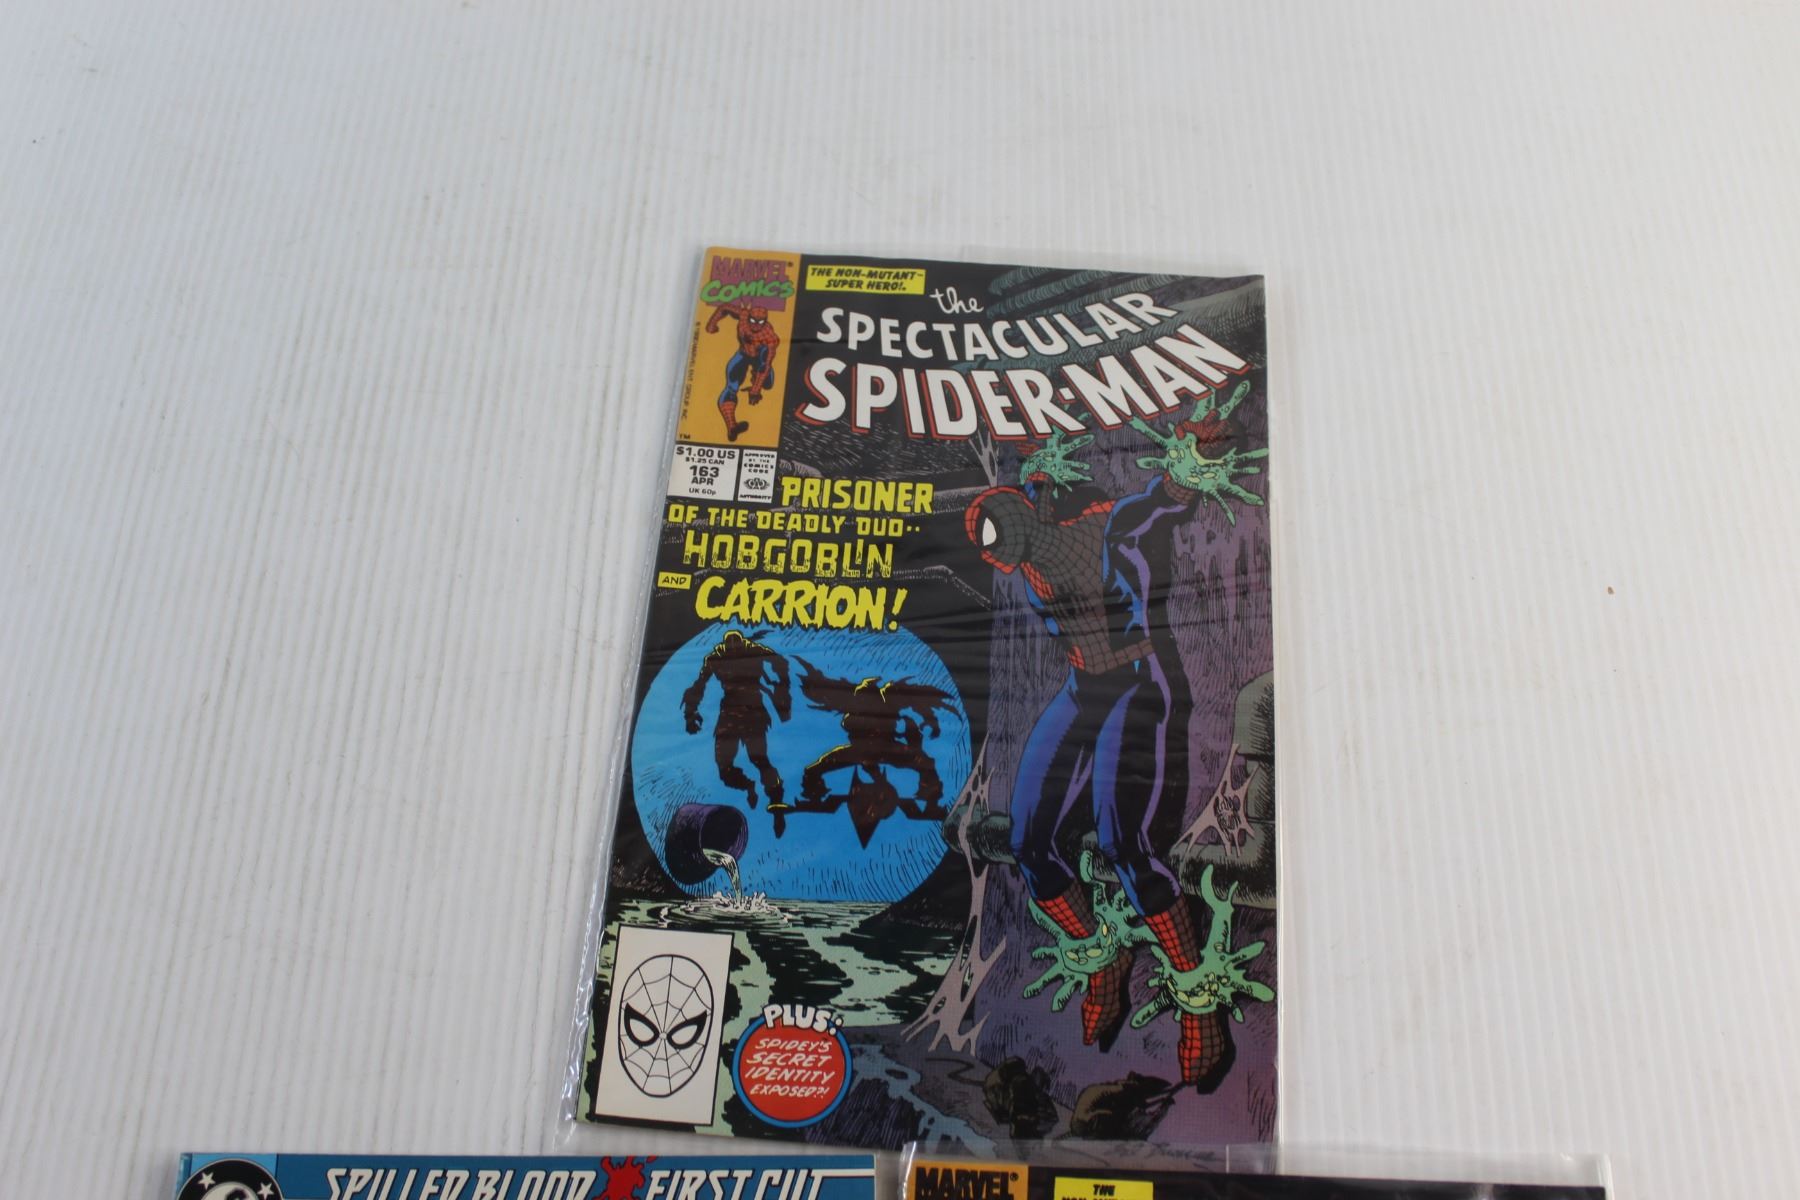 MARVEL
COMICS
THE NON-MUTANT
SUPER HERO!
the
SPECTACULAR
SPIDER-MAN
TM
$1.00 US
$1.25 CAN
163
APR
UK 60p
APPROVED
BY THE
COMICS
CODE
AUTHORITY
PRISONER
OF THE DEADLY DUO..
HOBGOBLIN
AND
CARRION!
PLUS:
SPIDEY'S
SECRET
IDENTITY
EXPOSED?!
SPILLED BLOOD FIRST CUT
MARVEL
THE